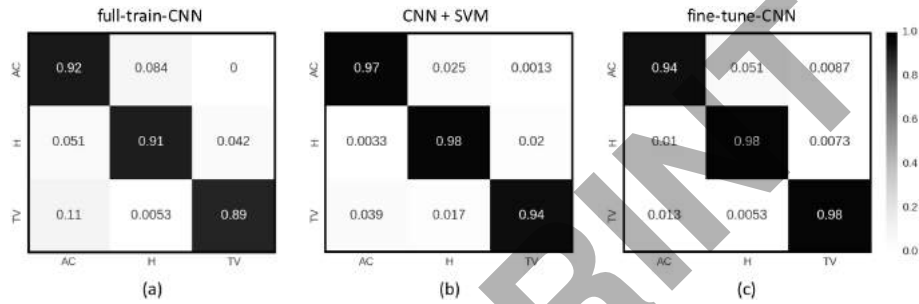 full-train-CNN CNN + SVM fine-tune-CNN
1.0
AC 0.92 0.084 0 AC 0.97 0.025 0.0013 AC 0.94 0.051 0.0087
0.8
0.6
H 0.051 0.91 0.042 H 0.0033 0.98 0.02 H 0.01 0.98 0.0073
0.4
0.2
TV 0.11 0.0053 0.89 TV 0.039 0.017 0.94 TV 0.013 0.0053 0.98
0.0
AC H TV AC H TV AC H TV
(a) (b) (c)
RINT